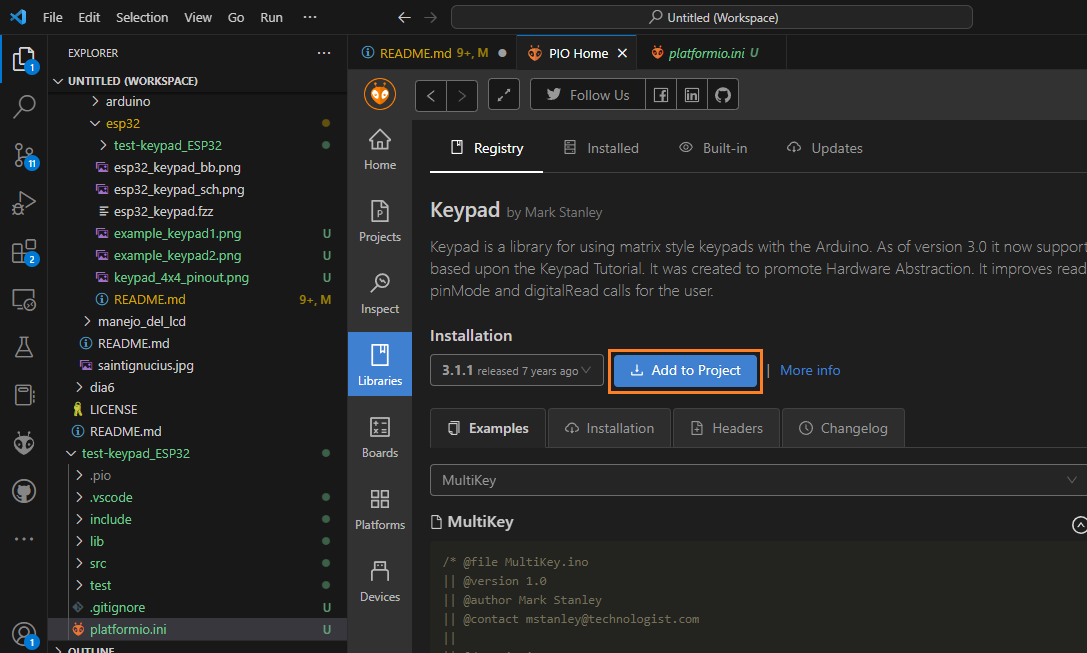 File Edit Selection View Go Run ··· Untitled (Workspace)
EXPLORER ···
README.md 9+, M PIO Home platformio.ini U
UNTITLED (WORKSPACE)
arduino
esp32
test-keypad_ESP32
esp32_keypad_bb.png
esp32_keypad_sch.png
esp32_keypad.fzz
example_keypad1.png U
example_keypad2.png U
keypad_4x4_pinout.png U
README.md 9+, M
manejo_del_lcd
README.md
saintignucius.jpg
dia6
LICENSE
README.md
test-keypad_ESP32
.pio
.vscode
include
lib
src
test
.gitignore U
platformio.ini U
OUTLINE
1
11
2
1
Follow Us
Home
Projects
Inspect
Libraries
Boards
Platforms
Devices
Registry Installed Built-in Updates
Keypad by Mark Stanley
Keypad is a library for using matrix style keypads with the Arduino. As of version 3.0 it now support
based upon the Keypad Tutorial. It was created to promote Hardware Abstraction. It improves read
pinMode and digitalRead calls for the user.
Installation
3.1.1 released 7 years ago Add to Project | More info
Examples Installation Headers Changelog
MultiKey
MultiKey
/* @file MultiKey.ino
|| @version 1.0
|| @author Mark Stanley
|| @contact mstanley@technologist.com
||